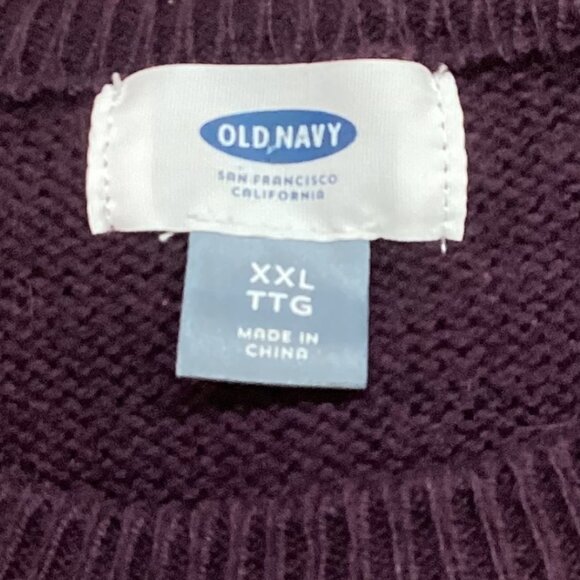 OLD NAVY
SAN FRANCISCO
CALIFORNIA
XXL
TTG
MADE IN
CHINA